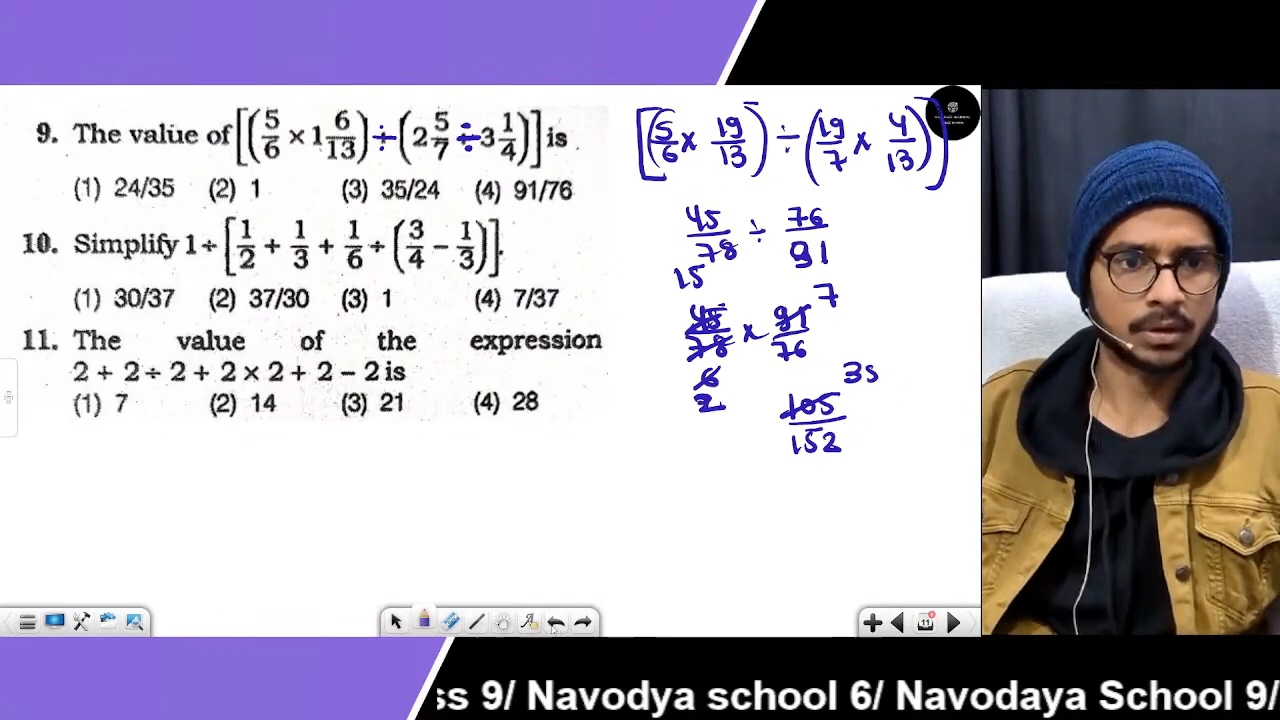 9. The value of [(5/6 × 1 6/13) ÷ (2 5/7 ÷ 3 1/4)] is
(1) 24/35 (2) 1 (3) 35/24 (4) 91/76
10. Simplify 1 ÷ [1/2 + 1/3 + 1/6 ÷ (3/4 − 1/3)].
(1) 30/37 (2) 37/30 (3) 1 (4) 7/37
11. The value of the expression
2 + 2 ÷ 2 + 2 × 2 + 2 − 2 is
(1) 7 (2) 14 (3) 21 (4) 28
[(5/6 × 19/13) ÷ (19/7 × 4/13)]
45/78 ÷ 76/91
15 7
45/78 × 91/76
6
2
35
105/152
11
ss 9/ Navodya school 6/ Navodaya School 9/